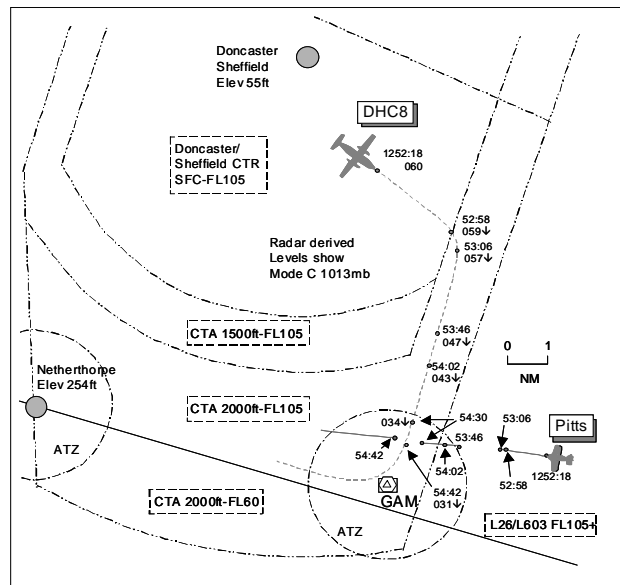 Doncaster
Sheffield
Elev 55ft
DHC8
1252:18
060
Doncaster/
Sheffield CTR
SFC-FL105
52:58
059↓
53:06
057↓
Radar derived
Levels show
Mode C 1013mb
CTA 1500ft-FL105
53:46
047↓
0 1
NM
54:02
043↓
Netherthorpe
Elev 254ft
CTA 2000ft-FL105
034↓
54:30
53:06
Pitts
53:46
54:42
54:02
52:58
1252:18
ATZ
54:42
031↓
GAM
CTA 2000ft-FL60
ATZ
L26/L603 FL105+